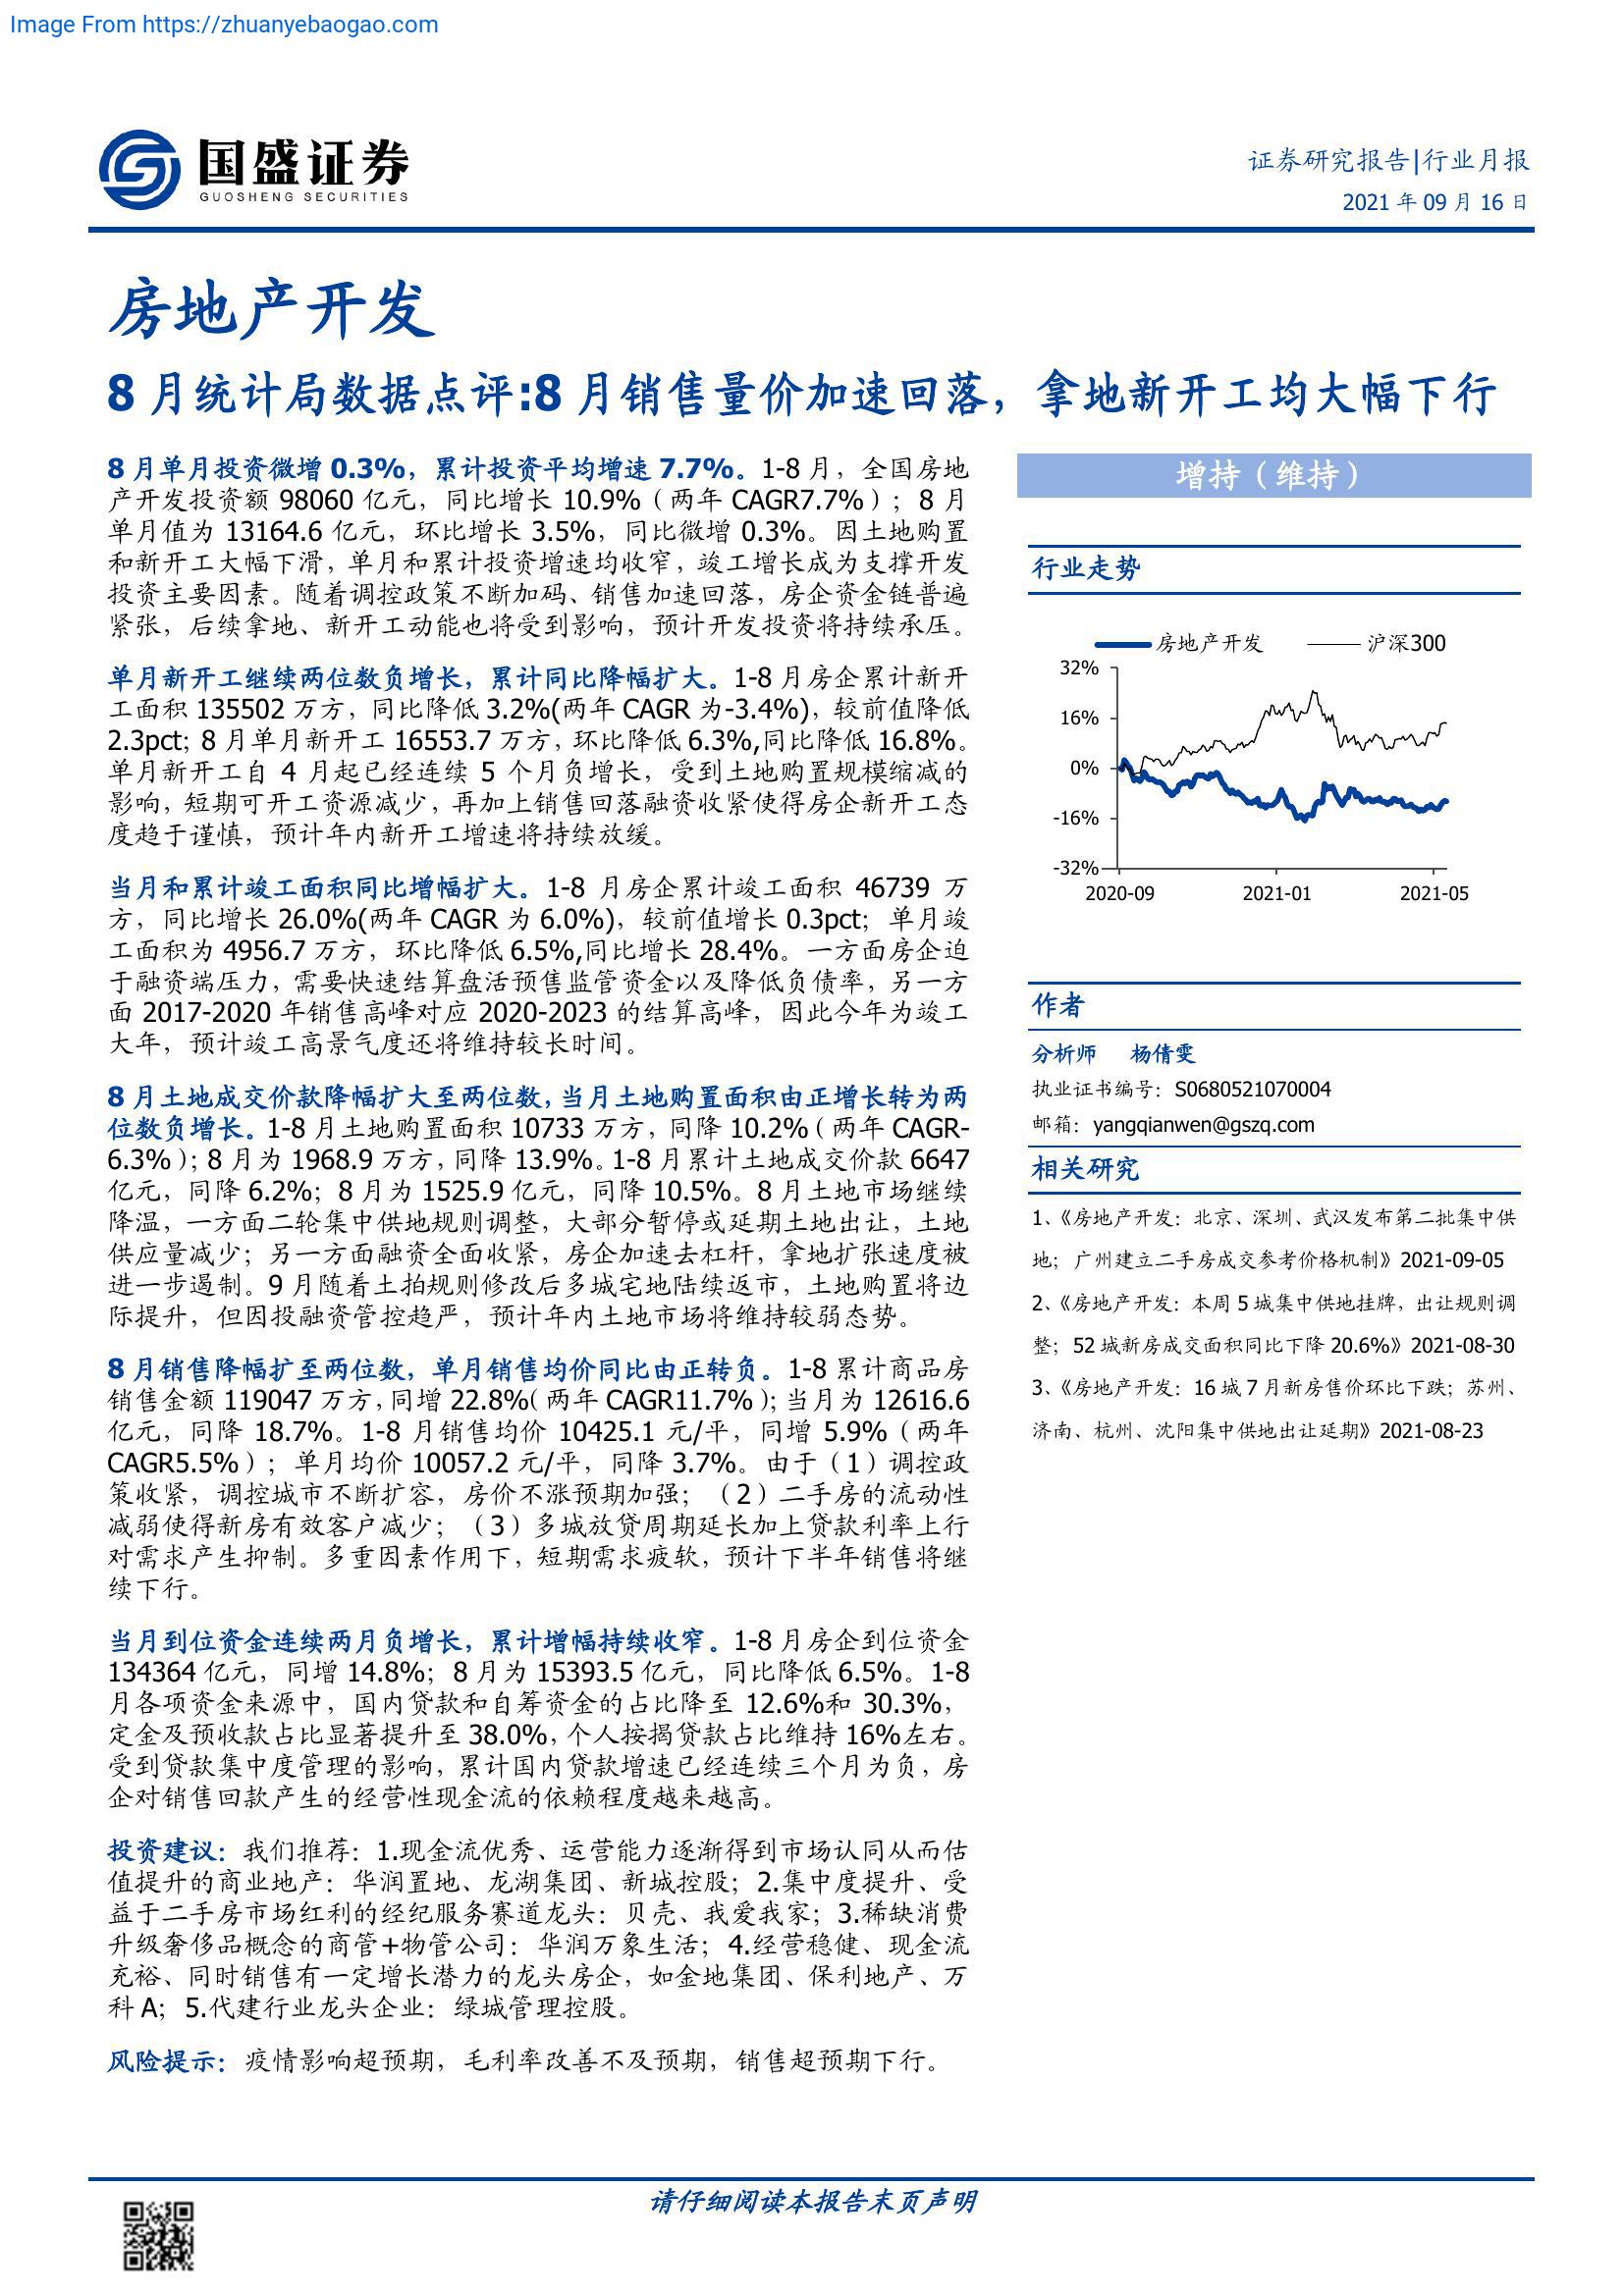 Image From https://zhuanyebaogao.com
国盛证券
GUOSHENG SECURITIES
证券研究报告|行业月报
2021 年 09 月 16 日
房地产开发
8 月统计局数据点评:8 月销售量价加速回落，拿地新开工均大幅下行
8 月单月投资微增 0.3%，累计投资平均增速 7.7%。1-8 月，全国房地
产开发投资额 98060 亿元，同比增长 10.9%（两年 CAGR7.7%）；8 月
单月值为 13164.6 亿元，环比增长 3.5%，同比微增 0.3%。因土地购置
和新开工大幅下滑，单月和累计投资增速均收窄，竣工增长成为支撑开发
投资主要因素。随着调控政策不断加码、销售加速回落，房企资金链普遍
紧张，后续拿地、新开工动能也将受到影响，预计开发投资将持续承压。
单月新开工继续两位数负增长，累计同比降幅扩大。1-8 月房企累计新开
工面积 135502 万方，同比降低 3.2%(两年 CAGR 为-3.4%)，较前值降低
2.3pct；8 月单月新开工 16553.7 万方，环比降低 6.3%,同比降低 16.8%。
单月新开工自 4 月起已经连续 5 个月负增长，受到土地购置规模缩减的
影响，短期可开工资源减少，再加上销售回落融资收紧使得房企新开工态
度趋于谨慎，预计年内新开工增速将持续放缓。
当月和累计竣工面积同比增幅扩大。1-8 月房企累计竣工面积 46739 万
方，同比增长 26.0%(两年 CAGR 为 6.0%)，较前值增长 0.3pct；单月竣
工面积为 4956.7 万方，环比降低 6.5%,同比增长 28.4%。一方面房企迫
于融资端压力，需要快速结算盘活预售监管资金以及降低负债率，另一方
面 2017-2020 年销售高峰对应 2020-2023 的结算高峰，因此今年为竣工
大年，预计竣工高景气度还将维持较长时间。
8 月土地成交价款降幅扩大至两位数，当月土地购置面积由正增长转为两
位数负增长。1-8 月土地购置面积 10733 万方，同降 10.2%（两年 CAGR-
6.3%）；8 月为 1968.9 万方，同降 13.9%。1-8 月累计土地成交价款 6647
亿元，同降 6.2%；8 月为 1525.9 亿元，同降 10.5%。8 月土地市场继续
降温，一方面二轮集中供地规则调整，大部分暂停或延期土地出让，土地
供应量减少；另一方面融资全面收紧，房企加速去杠杆，拿地扩张速度被
进一步遏制。9 月随着土拍规则修改后多城宅地陆续返市，土地购置将边
际提升，但因投融资管控趋严，预计年内土地市场将维持较弱态势。
8 月销售降幅扩至两位数，单月销售均价同比由正转负。1-8 累计商品房
销售金额 119047 万方，同增 22.8%（两年 CAGR11.7%）；当月为 12616.6
亿元，同降 18.7%。1-8 月销售均价 10425.1 元/平，同增 5.9%（两年
CAGR5.5%）；单月均价 10057.2 元/平，同降 3.7%。由于（1）调控政
策收紧，调控城市不断扩容，房价不涨预期加强；（2）二手房的流动性
减弱使得新房有效客户减少；（3）多城放贷周期延长加上贷款利率上行
对需求产生抑制。多重因素作用下，短期需求疲软，预计下半年销售将继
续下行。
当月到位资金连续两月负增长，累计增幅持续收窄。1-8 月房企到位资金
134364 亿元，同增 14.8%；8 月为 15393.5 亿元，同比降低 6.5%。1-8
月各项资金来源中，国内贷款和自筹资金的占比降至 12.6%和 30.3%，
定金及预收款占比显著提升至 38.0%，个人按揭贷款占比维持 16%左右。
受到贷款集中度管理的影响，累计国内贷款增速已经连续三个月为负，房
企对销售回款产生的经营性现金流的依赖程度越来越高。
投资建议：我们推荐：1.现金流优秀、运营能力逐渐得到市场认同从而估
值提升的商业地产：华润置地、龙湖集团、新城控股；2.集中度提升、受
益于二手房市场红利的经纪服务赛道龙头：贝壳、我爱我家；3.稀缺消费
升级奢侈品概念的商管+物管公司：华润万象生活；4.经营稳健、现金流
充裕、同时销售有一定增长潜力的龙头房企，如金地集团、保利地产、万
科 A；5.代建行业龙头企业：绿城管理控股。
风险提示：疫情影响超预期，毛利率改善不及预期，销售超预期下行。
增持（维持）
行业走势
房地产开发 沪深300
32%
16%
0%
-16%
-32%
2020-09 2021-01 2021-05
作者
分析师 杨倩雯
执业证书编号：S0680521070004
邮箱：yangqianwen@gszq.com
相关研究
1、《房地产开发：北京、深圳、武汉发布第二批集中供
地；广州建立二手房成交参考价格机制》2021-09-05
2、《房地产开发：本周 5 城集中供地挂牌，出让规则调
整；52 城新房成交面积同比下降 20.6%》2021-08-30
3、《房地产开发：16 城 7 月新房售价环比下跌；苏州、
济南、杭州、沈阳集中供地出让延期》2021-08-23
请仔细阅读本报告末页声明